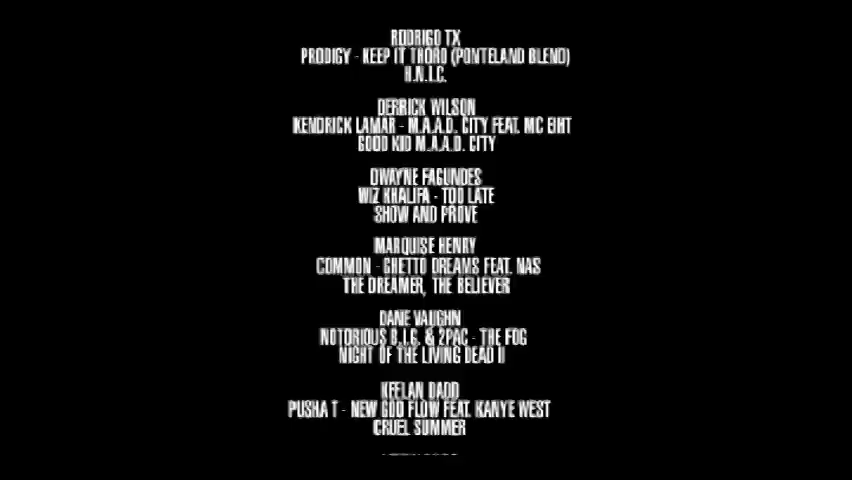 RODRIGO TX
PRODIGY - KEEP IT THORO (PONTELAND BLEND)
H.N.I.C.
DERRICK WILSON
KENDRICK LAMAR - M.A.A.D. CITY FEAT. MC EIHT
GOOD KID M.A.A.D. CITY
DWAYNE FAGUNDES
WIZ KHALIFA - TOO LATE
SHOW AND PROVE
MARQUISE HENRY
COMMON - GHETTO DREAMS FEAT. NAS
THE DREAMER, THE BELIEVER
DANE VAUGHN
NOTORIOUS B.I.G. & 2PAC - THE FOG
NIGHT OF THE LIVING DEAD II
KEELAN DADD
PUSHA T - NEW GOD FLOW FEAT. KANYE WEST
CRUEL SUMMER